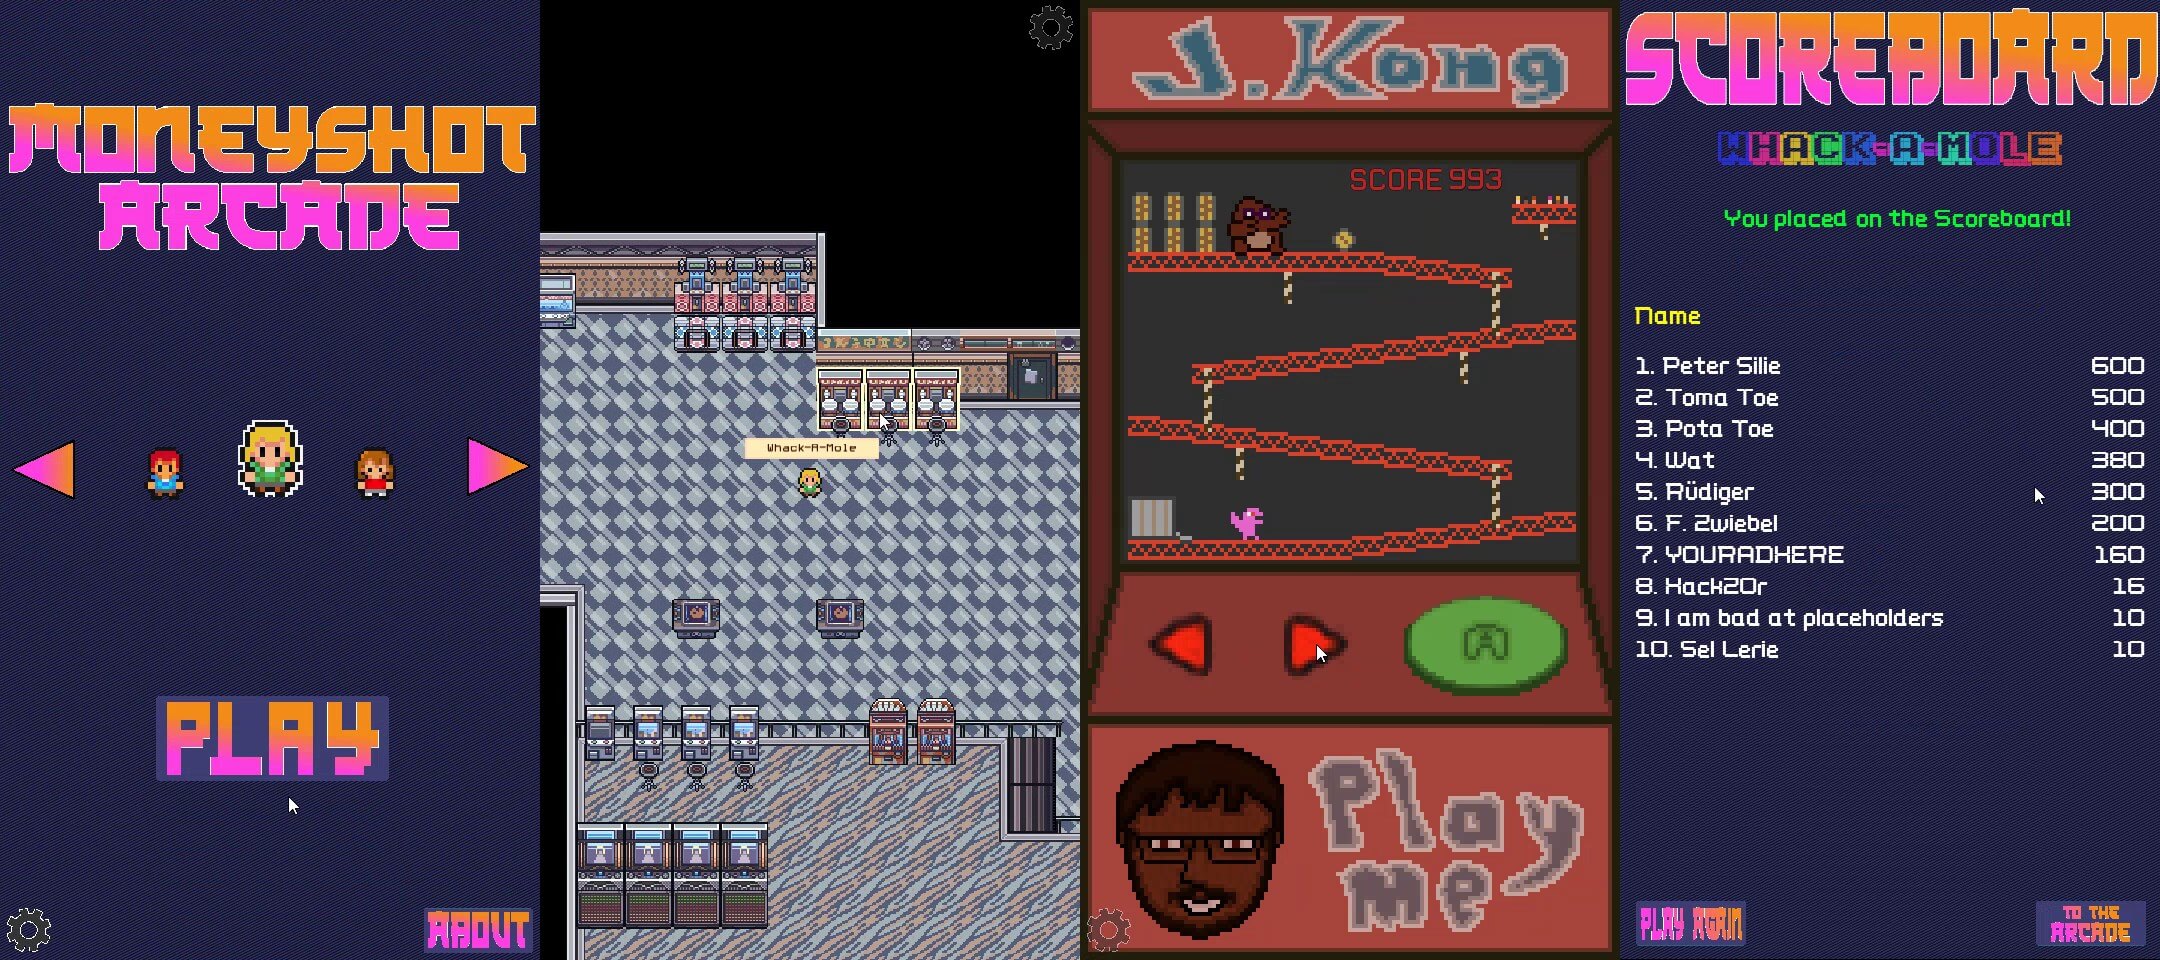 MONEYSHOT
ARCADE
PLAY
ABOUT
Whack-A-Mole
J.Kong
SCORE 993
A
Play
Me
SCOREBOARD
WHACK-A-MOLE
You placed on the Scoreboard!
Name
1. Peter Silie 600
2. Toma Toe 500
3. Pota Toe 400
4. Wat 380
5. Rüdiger 300
6. F. Zwiebel 200
7. YOURADHERE 160
8. Hack20r 16
9. I am bad at placeholders 10
10. Sel Lerie 10
PLAY AGAIN
TO THE
ARCADE